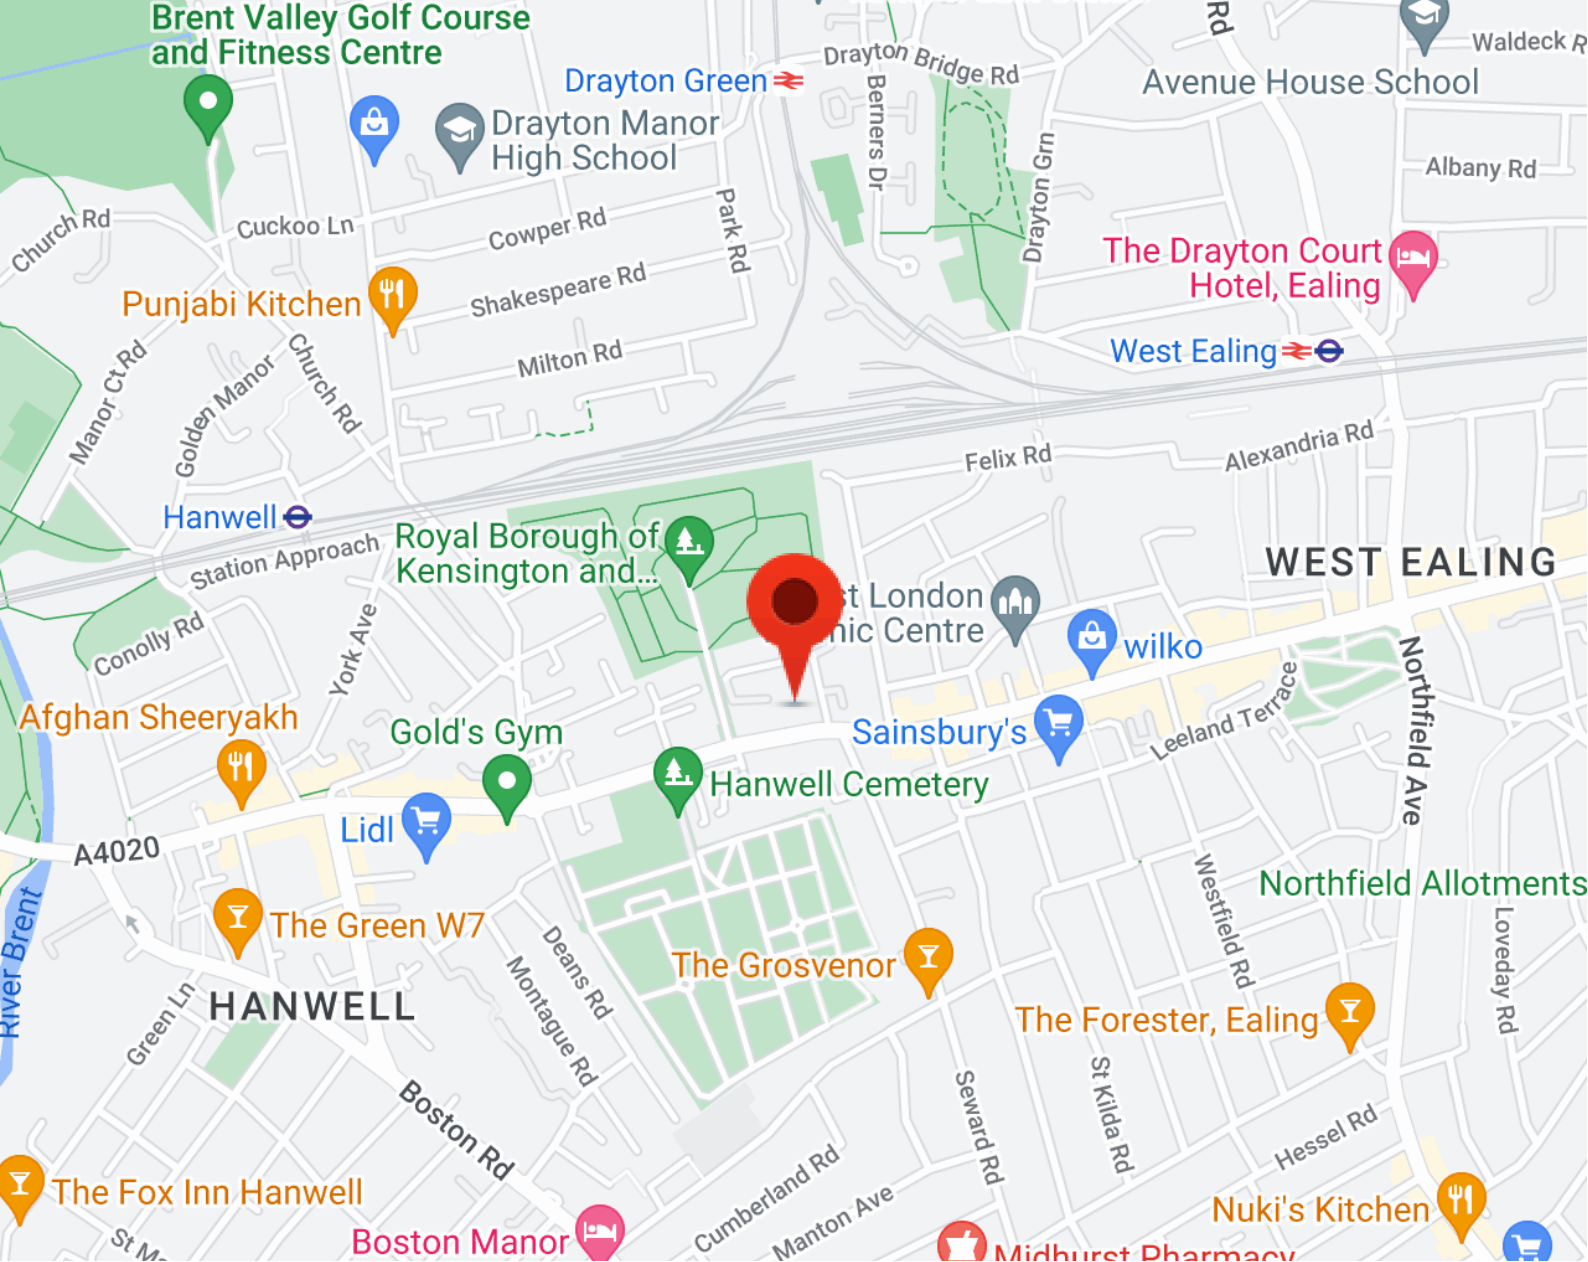 Brent Valley Golf Course
and Fitness Centre
Rd
Waldeck R
Drayton Bridge Rd
Drayton Green
Avenue House School
Berners Dr
Drayton Manor
High School
Drayton Grn
Albany Rd
Park Rd
Church Rd
Cuckoo Ln
Cowper Rd
The Drayton Court
Hotel, Ealing
Punjabi Kitchen
Shakespeare Rd
Milton Rd
West Ealing
Manor Ct Rd
Golden Manor
Church Rd
Felix Rd
Alexandria Rd
Hanwell
Station Approach
Royal Borough of
Kensington and...
WEST EALING
st London
nic Centre
Conolly Rd
York Ave
wilko
Northfield Ave
Afghan Sheeryakh
Gold's Gym
Sainsbury's
Leeland Terrace
Hanwell Cemetery
Lidl
A4020
Westfield Rd
Northfield Allotments
River Brent
The Green W7
Deans Rd
The Grosvenor
Loveday Rd
Montague Rd
HANWELL
Green Ln
The Forester, Ealing
Boston Rd
Seward Rd
St Kilda Rd
Hessel Rd
The Fox Inn Hanwell
Cumberland Rd
Manton Ave
Nuki's Kitchen
St Ma
Boston Manor
Midhurst Pharmacy